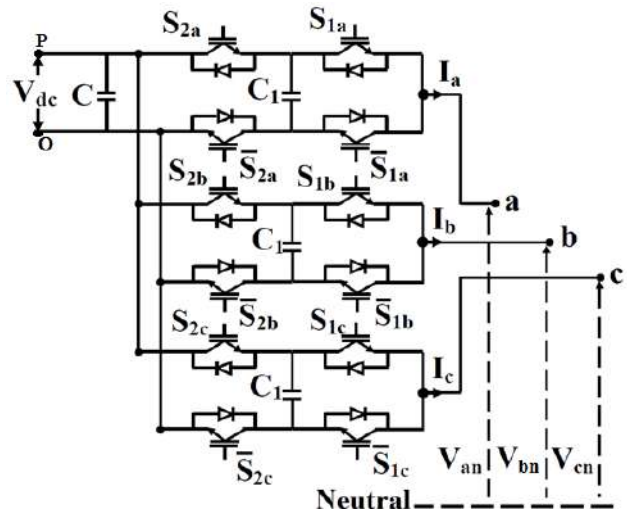 S2a S1a
P
Vdc C C1 Ia
O
S̅2a S̅1a
S2b S1b a
C1 Ib b
S̅2b S̅1b c
S2c S1c
C1 Ic
S̅2c S̅1c Van Vbn Vcn
Neutral